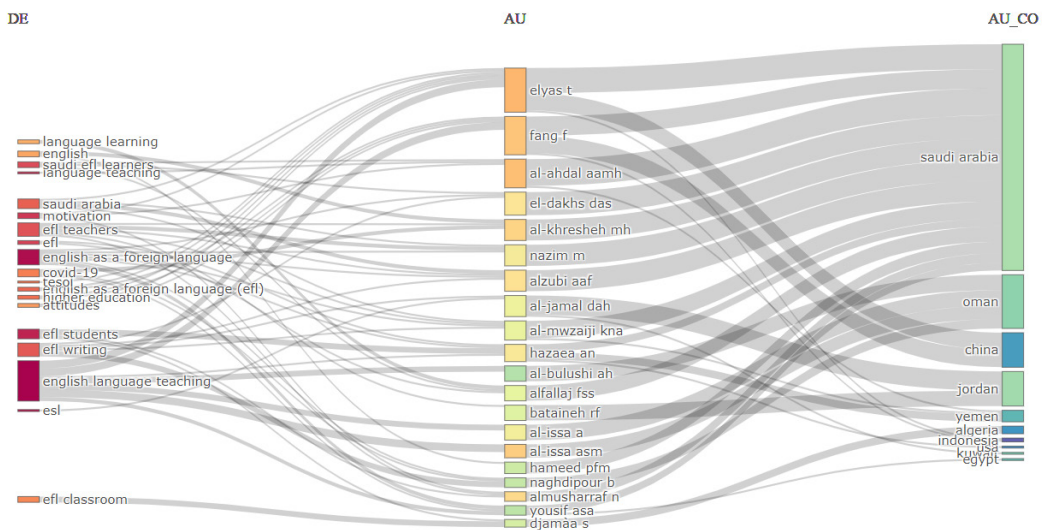 DE
AU
AU_CO
language learning
english
saudi efl learners
language teaching
saudi arabia
motivation
efl teachers
efl
english as a foreign language
covid-19
tesol
english as a foreign language (efl)
higher education
attitudes
efl students
efl writing
english language teaching
esl
efl classroom
elyas t
fang f
al-ahdal aamh
el-dakhs das
al-khresheh mh
nazim m
alzubi aaf
al-jamal dah
al-mwzaiji kna
hazaea an
al-bulushi ah
alfallaj fss
bataineh rf
al-issa a
al-issa asm
hameed pfm
naghdipour b
almusharraf n
yousif asa
djamàa s
saudi arabia
oman
china
jordan
yemen
algeria
indonesia
usa
kuwait
egypt